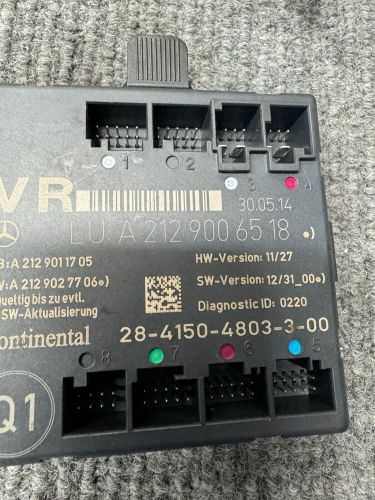 1
2
3
4
VR
30.05.14
LU: A 212 900 65 18 *)
B: A 212 901 17 05
HW-Version: 11/27
V: A 212 902 77 06*)
SW-Version: 12/31_00*)
gueltig bis zu evtl.
SW-Aktualisierung
Diagnostic ID: 0220
ontinental
28-4150-4803-3-00
8
7
6
5
Q1